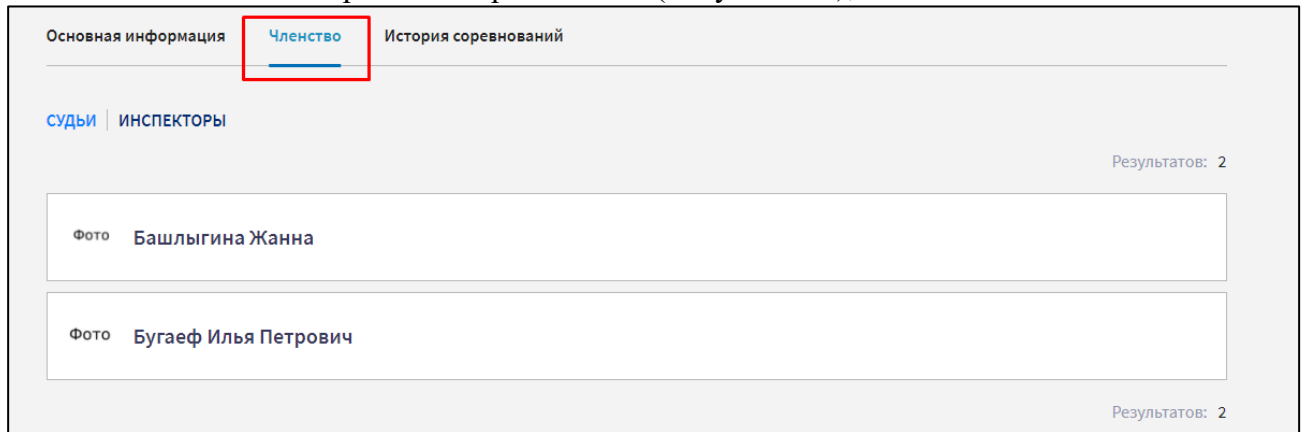 Основная информация Членство История соревнований
СУДЬИ ИНСПЕКТОРЫ
Результатов: 2
Фото Башлыгина Жанна
Фото Бугаеф Илья Петрович
Результатов: 2